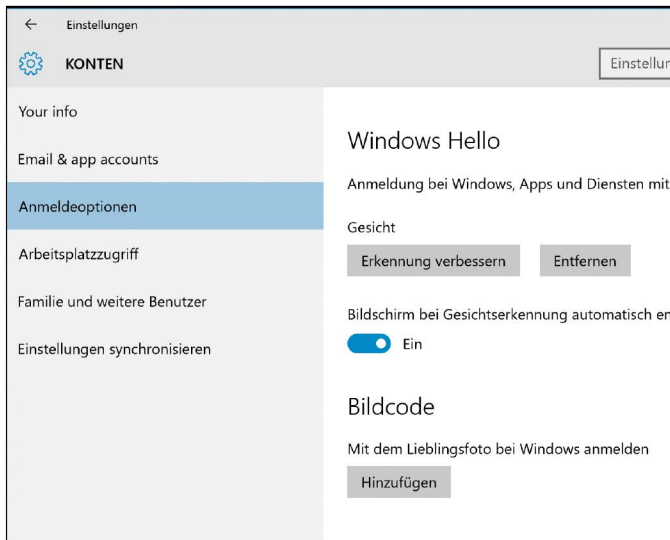 Einstellungen
KONTEN
Your info
Email & app accounts
Anmeldeoptionen
Arbeitsplatzzugriff
Familie und weitere Benutzer
Einstellungen synchronisieren
Einstellun
Windows Hello
Anmeldung bei Windows, Apps und Diensten mit
Gesicht
Erkennung verbessern Entfernen
Bildschirm bei Gesichtserkennung automatisch en
Ein
Bildcode
Mit dem Lieblingsfoto bei Windows anmelden
Hinzufügen